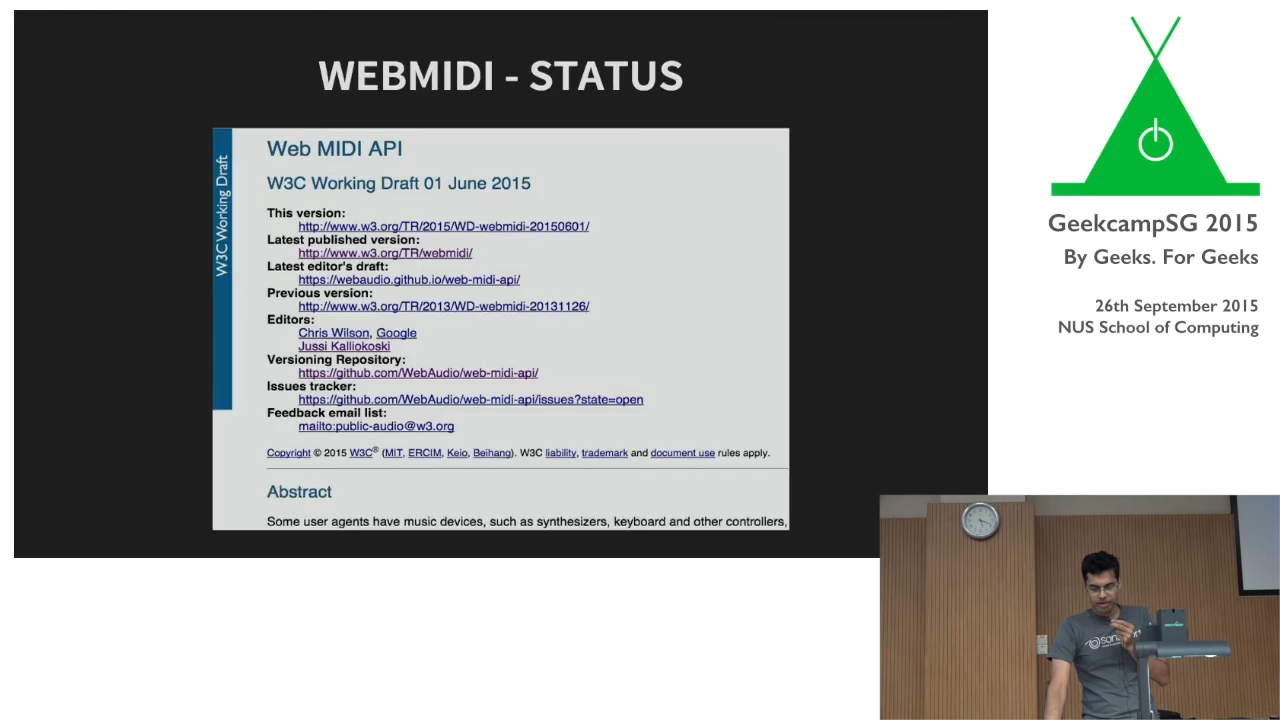 WEBMIDI - STATUS
W3C Working Draft
Web MIDI API
W3C Working Draft 01 June 2015
This version:
http://www.w3.org/TR/2015/WD-webmidi-20150601/
Latest published version:
http://www.w3.org/TR/webmidi/
Latest editor's draft:
https://webaudio.github.io/web-midi-api/
Previous version:
http://www.w3.org/TR/2013/WD-webmidi-20131126/
Editors:
Chris Wilson, Google
Jussi Kalliokoski
Versioning Repository:
https://github.com/WebAudio/web-midi-api/
Issues tracker:
https://github.com/WebAudio/web-midi-api/issues?state=open
Feedback email list:
mailto:public-audio@w3.org
Copyright © 2015 W3C® (MIT, ERCIM, Keio, Beihang). W3C liability, trademark and document use rules apply.
Abstract
Some user agents have music devices, such as synthesizers, keyboard and other controllers,
GeekcampSG 2015
By Geeks. For Geeks
26th September 2015
NUS School of Computing